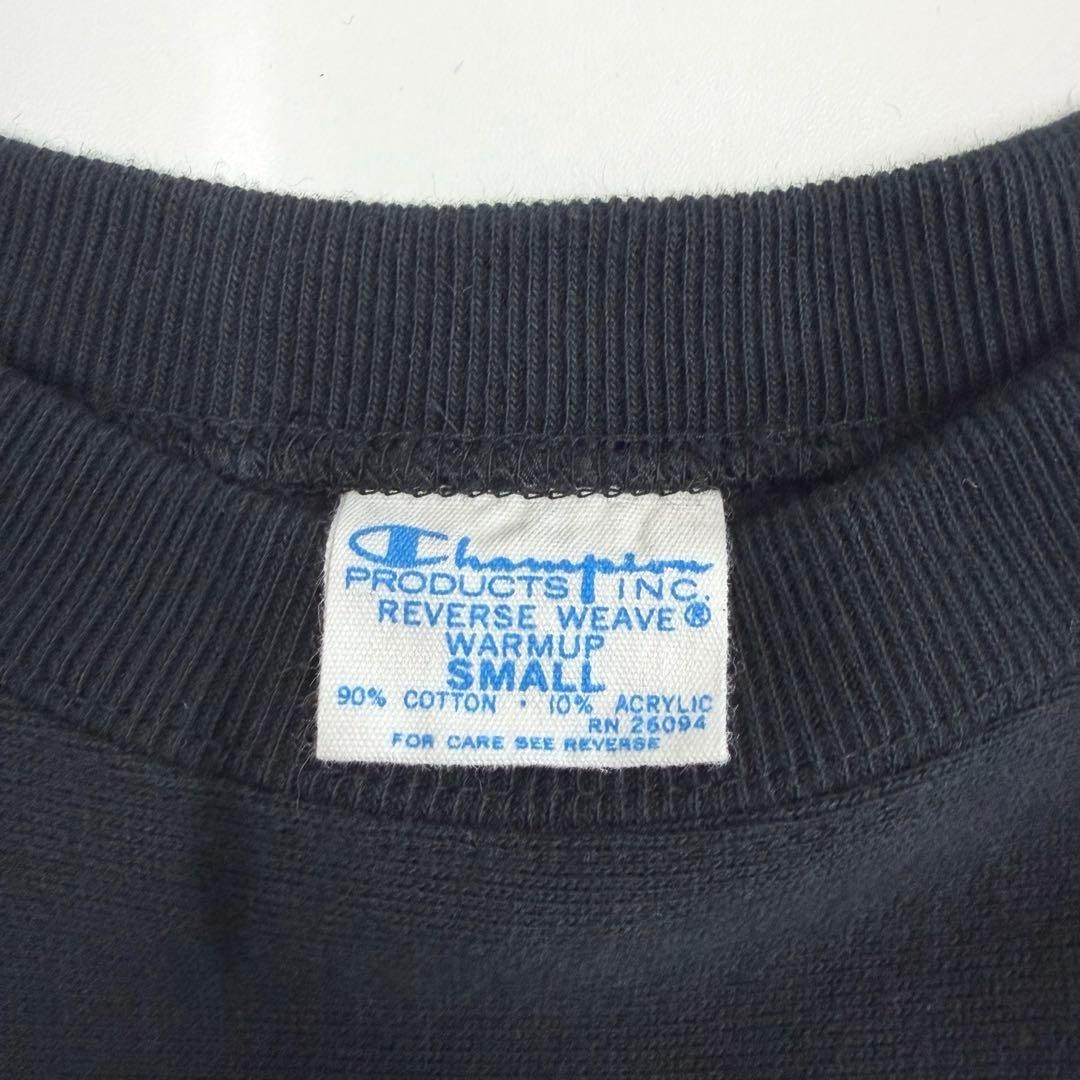 Champion
PRODUCTS INC.
REVERSE WEAVE®
WARMUP
SMALL
90% COTTON · 10% ACRYLIC
RN 26094
FOR CARE SEE REVERSE